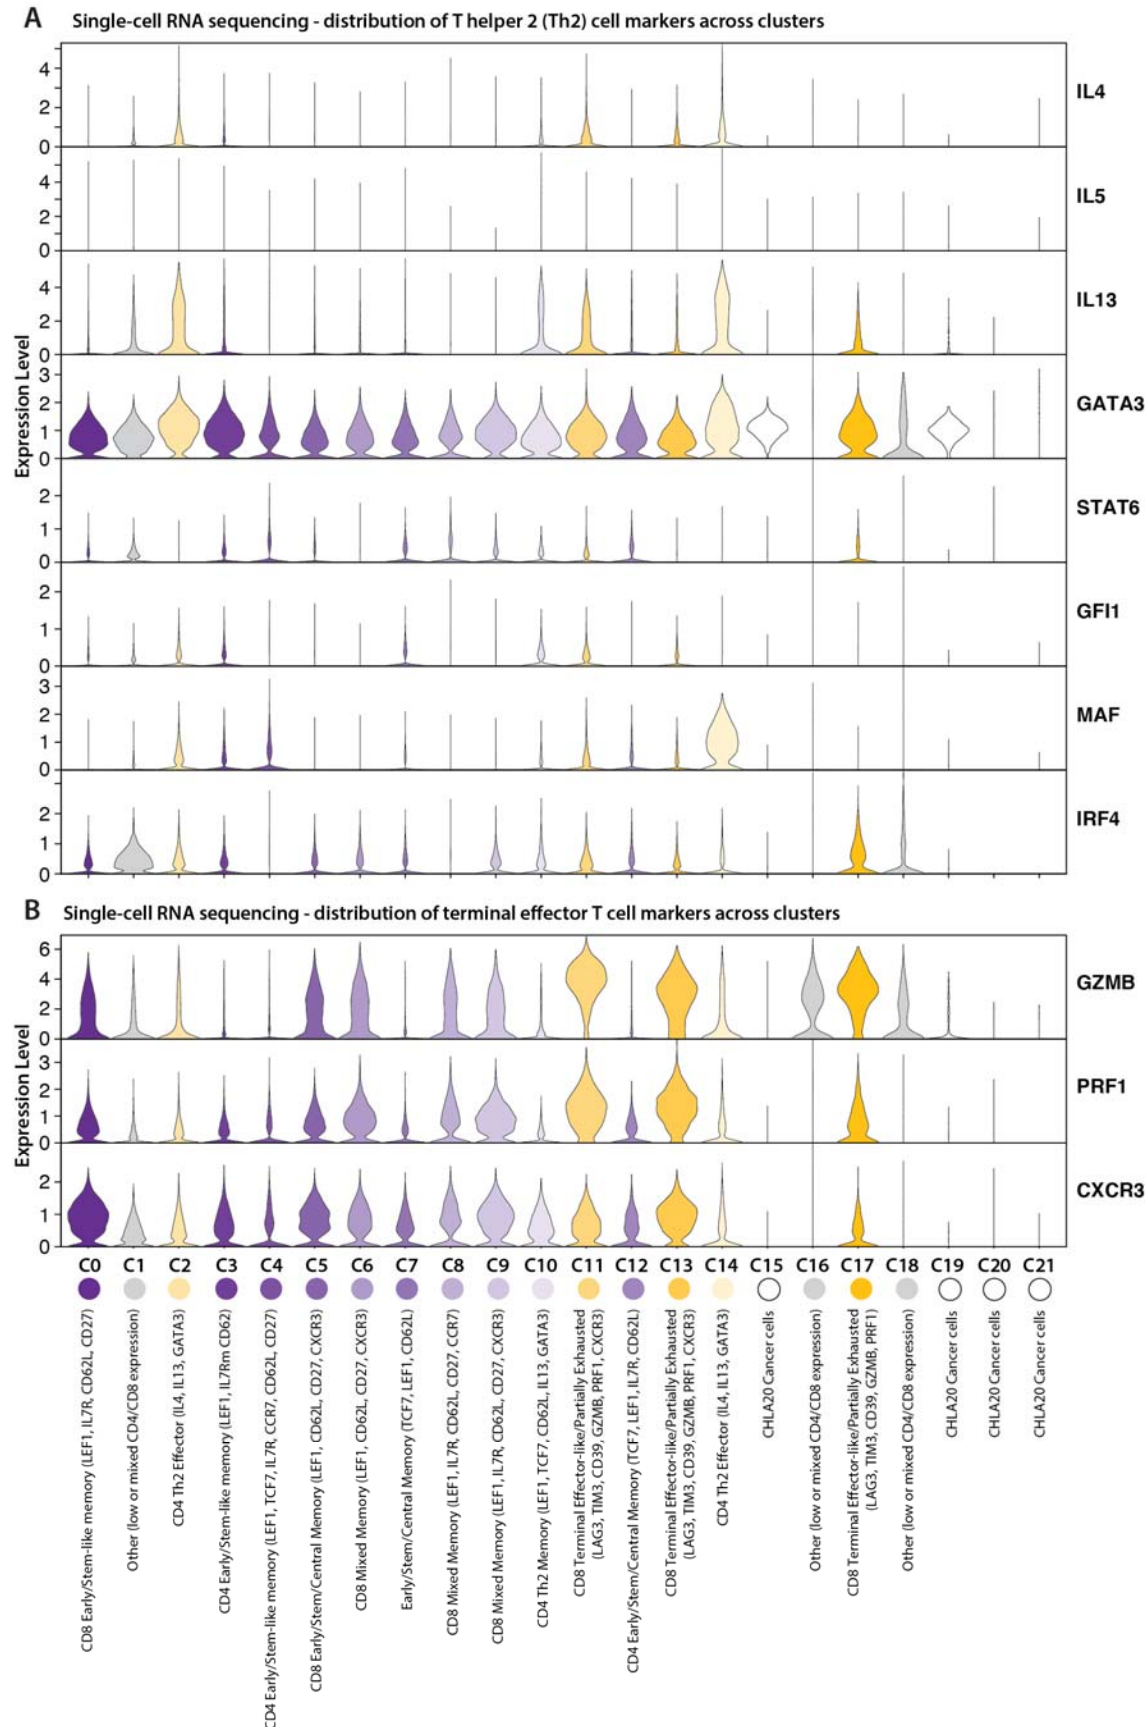 A Single-cell RNA sequencing - distribution of T helper 2 (Th2) cell markers across clusters
Expression Level
4
2
0
IL4
4
2
0
IL5
4
2
0
IL13
3
2
1
0
GATA3
2
1
0
STAT6
2
1
0
GFI1
3
2
1
0
MAF
2
1
0
IRF4
B Single-cell RNA sequencing - distribution of terminal effector T cell markers across clusters
Expression Level
6
4
2
0
GZMB
3
2
1
0
PRF1
2
1
0
CXCR3
C0 C1 C2 C3 C4 C5 C6 C7 C8 C9 C10 C11 C12 C13 C14 C15 C16 C17 C18 C19 C20 C21
CD8 Early/Stem-like memory (LEF1, IL7R, CD62L, CD27)
Other (low or mixed CD4/CD8 expression)
CD4 Th2 Effector (IL4, IL13, GATA3)
CD4 Early/Stem-like memory (LEF1, IL7Rm CD62)
CD4 Early/Stem-like memory (LEF1, TCF7, IL7R, CCR7, CD62L, CD27)
CD8 Early/Stem/Central Memory (LEF1, CD62L, CD27, CXCR3)
CD8 Mixed Memory (LEF1, CD62L, CD27, CXCR3)
Early/Stem/Central Memory (TCF7, LEF1, CD62L)
CD8 Mixed Memory (LEF1, IL7R, CD62L, CD27, CCR7)
CD8 Mixed Memory (LEF1, IL7R, CD62L, CD27, CXCR3)
CD4 Th2 Memory (LEF1, TCF7, CD62L, IL13, GATA3)
CD8 Terminal Effector-like/Partially Exhausted
(LAG3, TIM3, CD39, GZMB, PRF1, CXCR3)
CD4 Early/Stem/Central Memory (TCF7, LEF1, IL7R, CD62L)
CD8 Terminal Effector-like/Partially Exhausted
(LAG3, TIM3, CD39, GZMB, PRF1, CXCR3)
CD4 Th2 Effector (IL4, IL13, GATA3)
CHLA20 Cancer cells
Other (low or mixed CD4/CD8 expression)
CD8 Terminal Effector-like/Partially Exhausted
(LAG3, TIM3, CD39, GZMB, PRF1)
Other (low or mixed CD4/CD8 expression)
CHLA20 Cancer cells
CHLA20 Cancer cells
CHLA20 Cancer cells